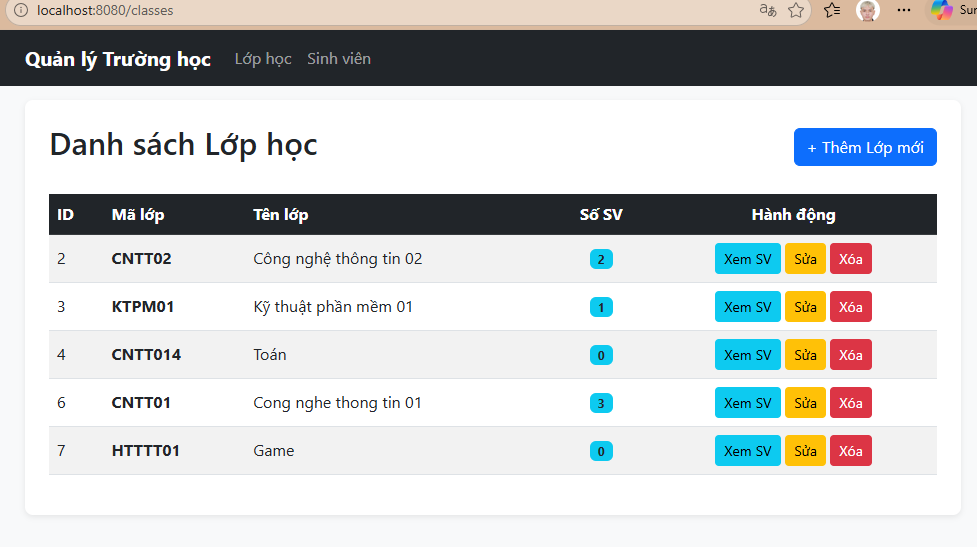 localhost:8080/classes
Quản lý Trường học Lớp học Sinh viên
Danh sách Lớp học + Thêm Lớp mới
ID Mã lớp Tên lớp Số SV Hành động
2 CNTT02 Công nghệ thông tin 02 2 Xem SV Sửa Xóa
3 KTPM01 Kỹ thuật phần mềm 01 1 Xem SV Sửa Xóa
4 CNTT014 Toán 0 Xem SV Sửa Xóa
6 CNTT01 Cong nghe thong tin 01 3 Xem SV Sửa Xóa
7 HTTTT01 Game 0 Xem SV Sửa Xóa